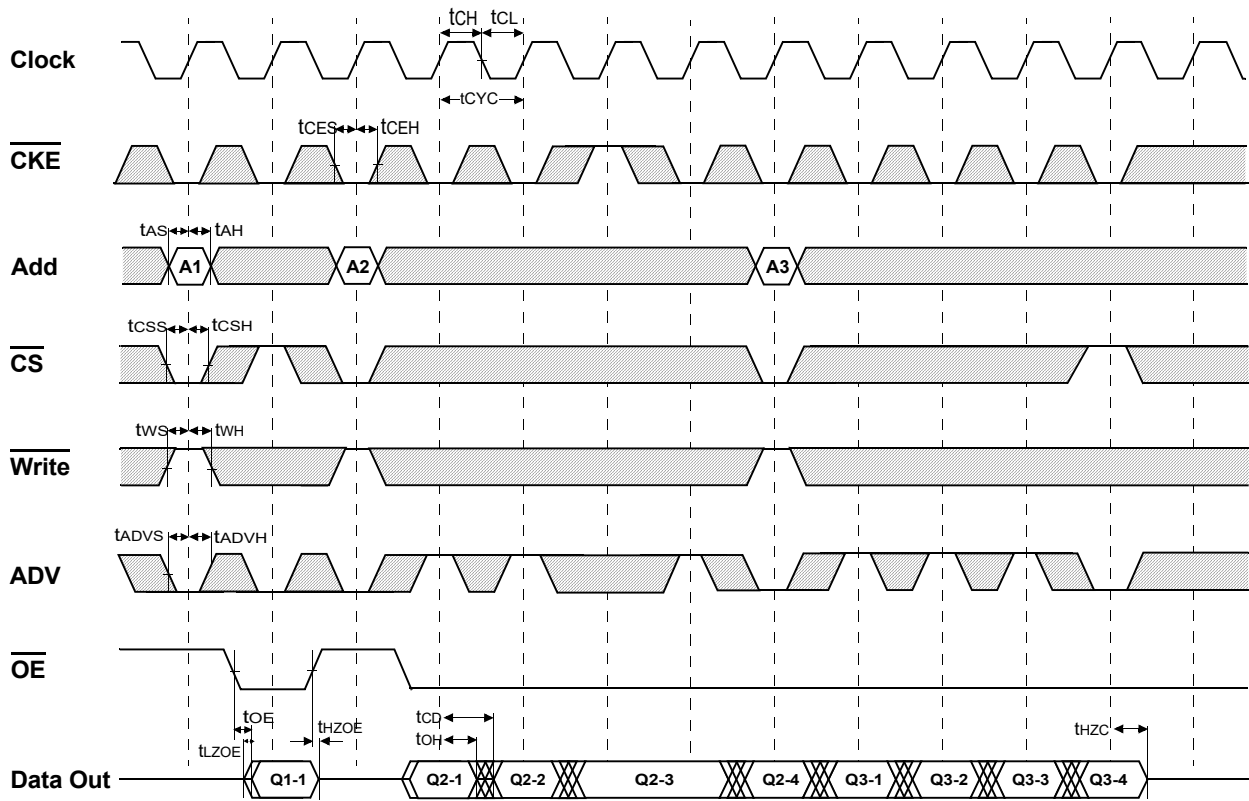 tCH tCL
Clock
tCYC
tCES tCEH
CKE
tAS tAH
Add A1 A2 A3
tCSS tCSH
CS
tWS tWH
Write
tADVS tADVH
ADV
OE
tOE tHZOE tCD tHZC
tLZOE tOH
Data Out Q1-1 Q2-1 Q2-2 Q2-3 Q2-4 Q3-1 Q3-2 Q3-3 Q3-4